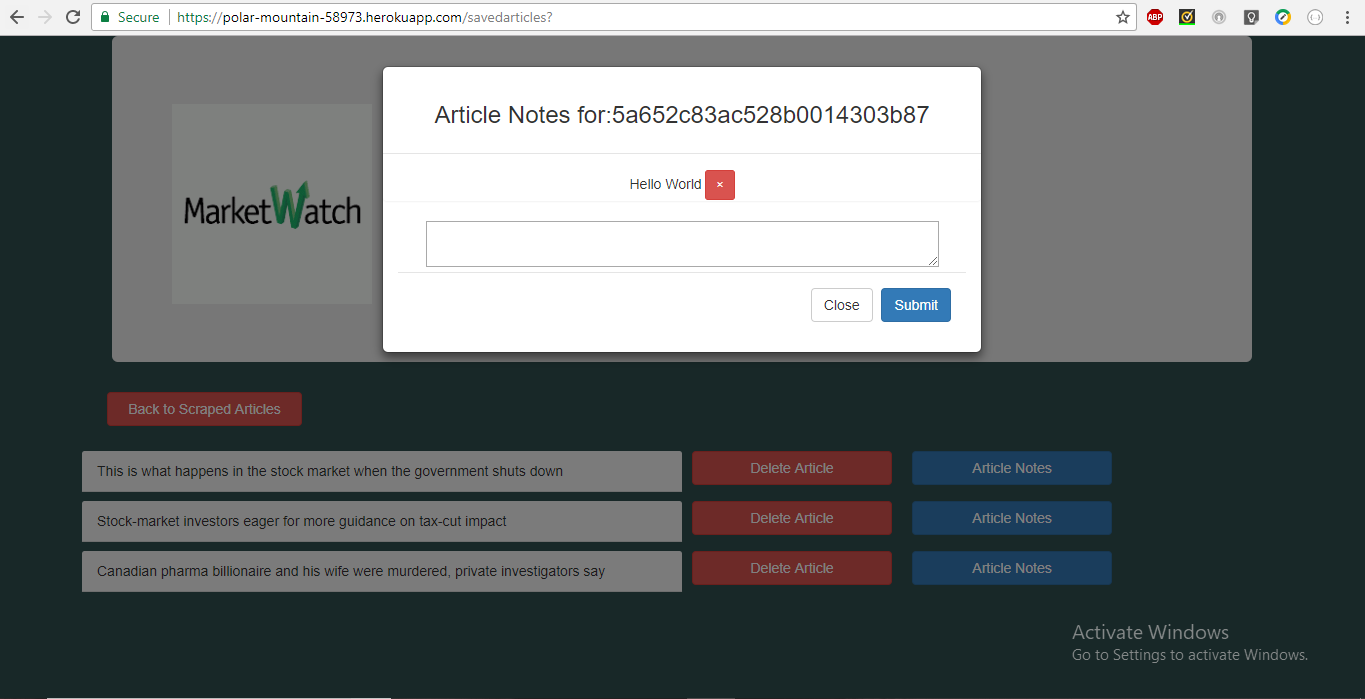 Secure https://polar-mountain-58973.herokuapp.com/savedarticles?
ABP
Article Notes for:5a652c83ac528b0014303b87
Hello World ×
MarketWatch
Close Submit
Back to Scraped Articles
This is what happens in the stock market when the government shuts down Delete Article Article Notes
Stock-market investors eager for more guidance on tax-cut impact Delete Article Article Notes
Canadian pharma billionaire and his wife were murdered, private investigators say Delete Article Article Notes
Activate Windows
Go to Settings to activate Windows.